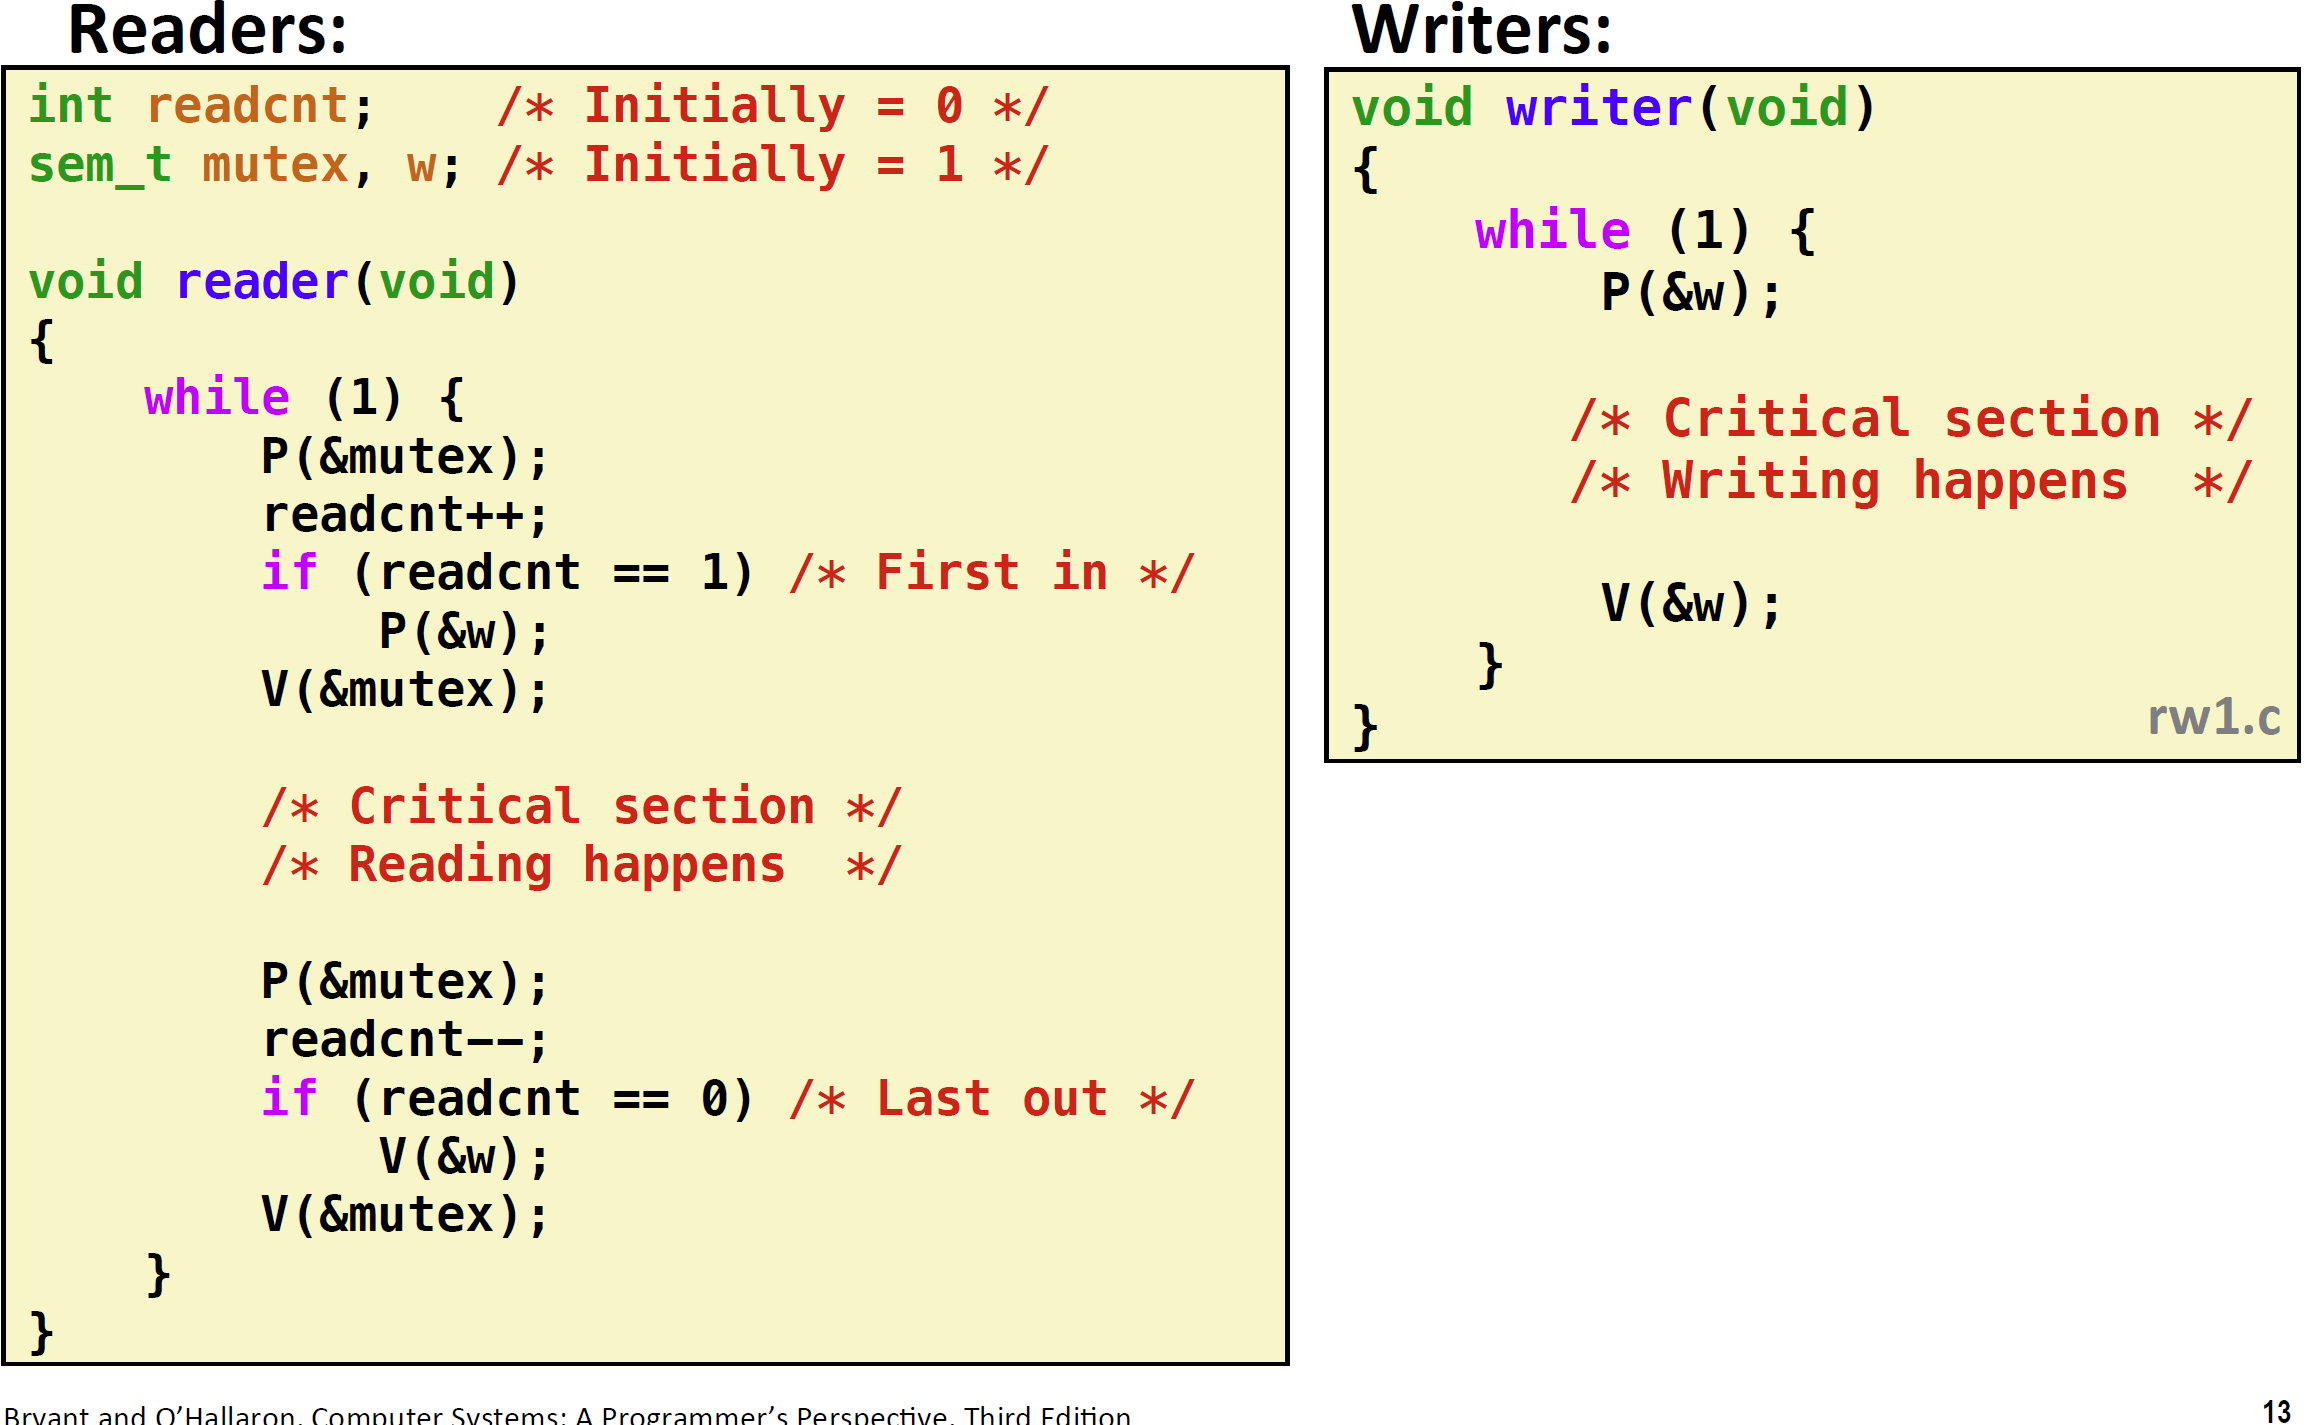 Readers:
int readcnt;    /* Initially = 0 */
sem_t mutex, w; /* Initially = 1 */
void reader(void)
{
    while (1) {
        P(&mutex);
        readcnt++;
        if (readcnt == 1) /* First in */
            P(&w);
        V(&mutex);
        /* Critical section */
        /* Reading happens  */
        P(&mutex);
        readcnt--;
        if (readcnt == 0) /* Last out */
            V(&w);
        V(&mutex);
    }
}
Writers:
void writer(void)
{
    while (1) {
        P(&w);
       /* Critical section */
       /* Writing happens  */
        V(&w);
    }
}
rw1.c
Bryant and O'Hallaron, Computer Systems: A Programmer's Perspective, Third Edition
13